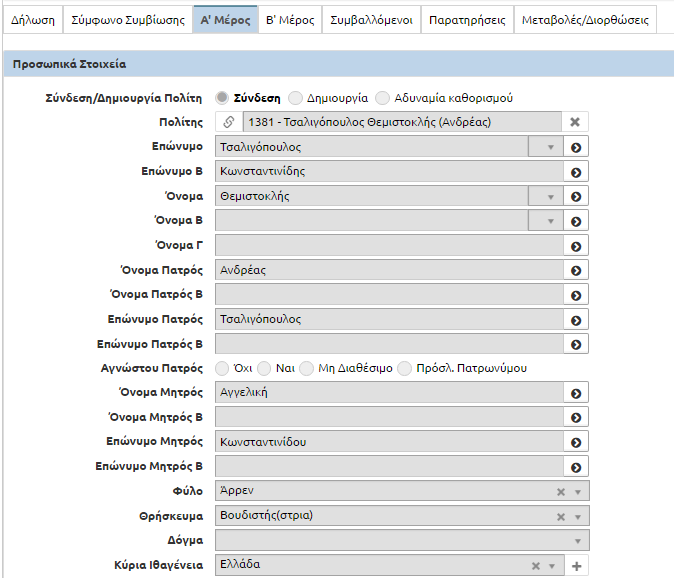 Δήλωση Σύμφωνο Συμβίωσης Α' Μέρος Β' Μέρος Συμβαλλόμενοι Παρατηρήσεις Μεταβολές/Διορθώσεις
Προσωπικά Στοιχεία
Σύνδεση/Δημιουργία Πολίτη Σύνδεση Δημιουργία Αδυναμία καθορισμού
Πολίτης 1381 - Τσαλιγόπουλος Θεμιστοκλής (Ανδρέας)
Επώνυμο Τσαλιγόπουλος
Επώνυμο Β Κωνσταντινίδης
Όνομα Θεμιστοκλής
Όνομα Β
Όνομα Γ
Όνομα Πατρός Ανδρέας
Όνομα Πατρός Β
Επώνυμο Πατρός Τσαλιγόπουλος
Επώνυμο Πατρός Β
Αγνώστου Πατρός Όχι Ναι Μη Διαθέσιμο Πρόσλ. Πατρωνύμου
Όνομα Μητρός Αγγελική
Όνομα Μητρός Β
Επώνυμο Μητρός Κωνσταντινίδου
Επώνυμο Μητρός Β
Φύλο Άρρεν
Θρήσκευμα Βουδιστής(στρια)
Δόγμα
Κύρια Ιθαγένεια Ελλάδα